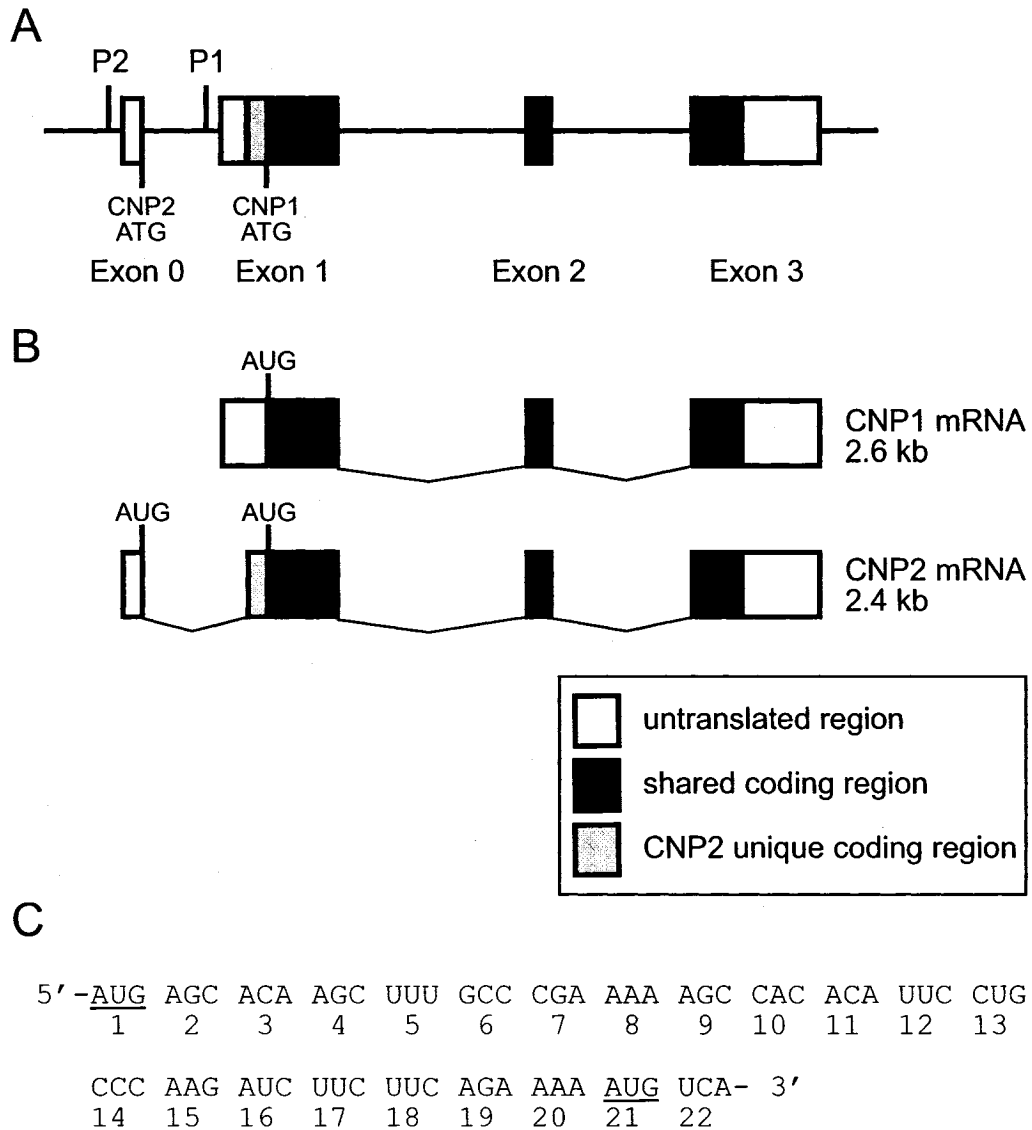 A
P2 P1
CNP2 CNP1
ATG ATG
Exon 0 Exon 1 Exon 2 Exon 3
B
AUG
CNP1 mRNA
2.6 kb
AUG AUG
CNP2 mRNA
2.4 kb
untranslated region
shared coding region
CNP2 unique coding region
C
5′-AUG AGC ACA AGC UUU GCC CGA AAA AGC CAC ACA UUC CUG
1 2 3 4 5 6 7 8 9 10 11 12 13
CCC AAG AUC UUC UUC AGA AAA AUG UCA- 3′
14 15 16 17 18 19 20 21 22